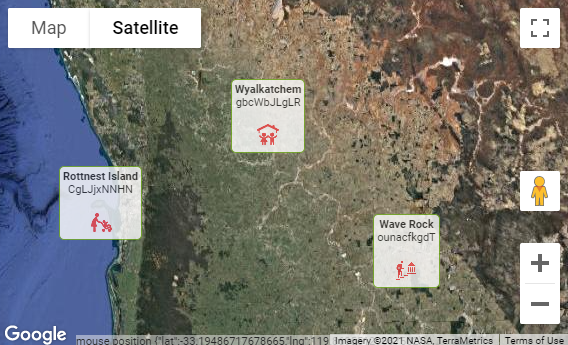 Map
Satellite
Wyalkatchem
gbcWbJLgLR
Rottnest Island
CgLJjxNNHN
Wave Rock
ounacfkgdT
Google
mouse position {"lat":-33.19486717678665,"lng":119
Imagery ©2021 NASA, TerraMetrics
Terms of Use